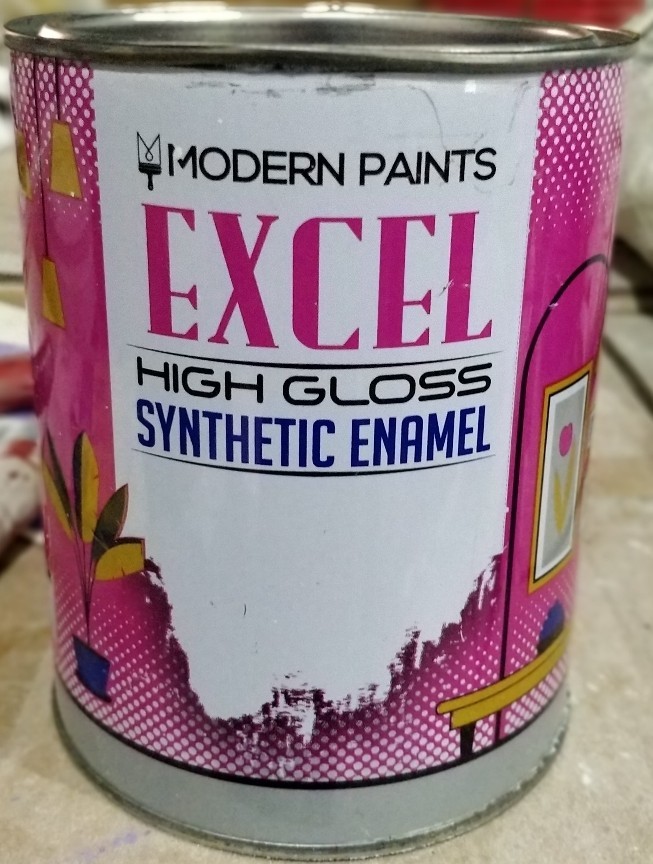 MODERN PAINTS
EXCEL
HIGH GLOSS
SYNTHETIC ENAMEL